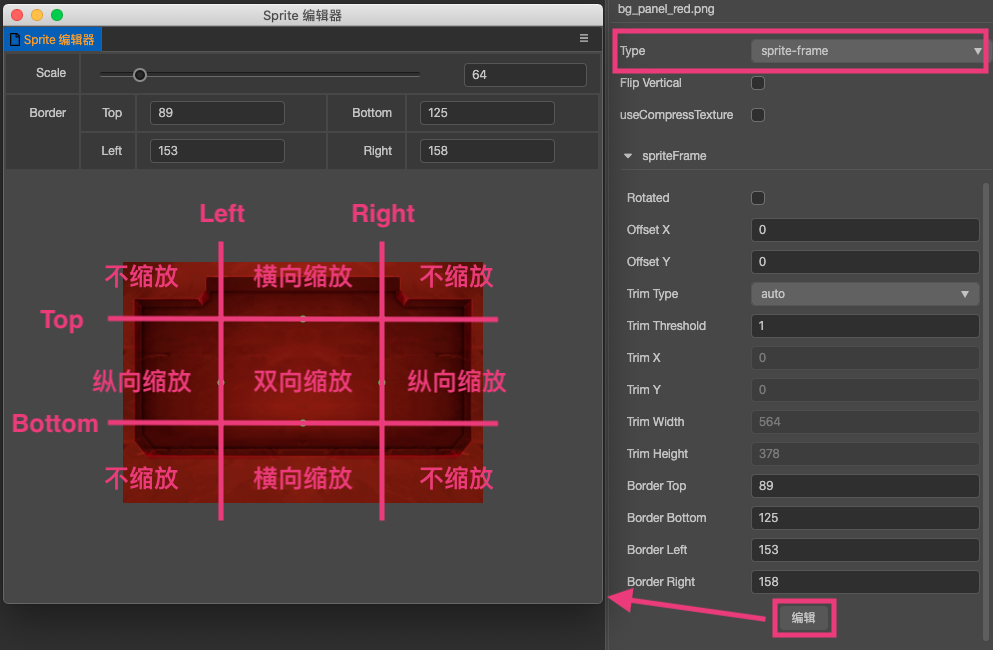 Sprite 编辑器
Sprite 编辑器
Scale
64
Border
Top
89
Bottom
125
Left
153
Right
158
Left
Right
不缩放
横向缩放
不缩放
Top
纵向缩放
双向缩放
纵向缩放
Bottom
不缩放
横向缩放
不缩放
bg_panel_red.png
Type
sprite-frame
Flip Vertical
useCompressTexture
spriteFrame
Rotated
Offset X
0
Offset Y
0
Trim Type
auto
Trim Threshold
1
Trim X
0
Trim Y
0
Trim Width
564
Trim Height
378
Border Top
89
Border Bottom
125
Border Left
153
Border Right
158
编辑